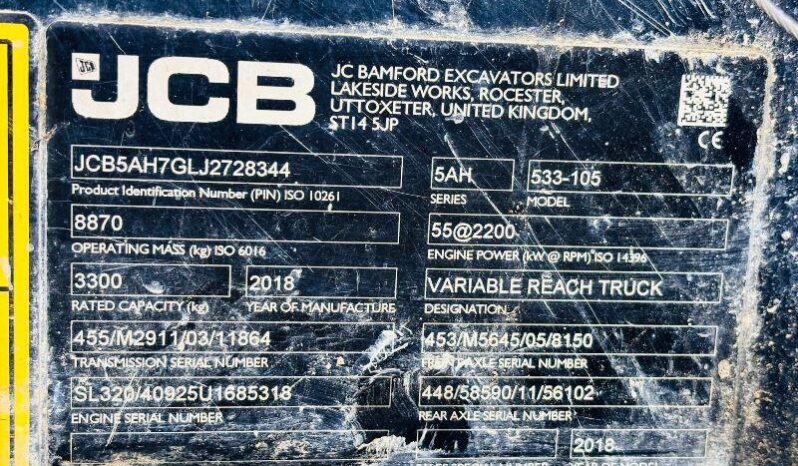 JCB
JC BAMFORD EXCAVATORS LIMITED
LAKESIDE WORKS, ROCESTER,
UTTOXETER, UNITED KINGDOM,
ST14 5JP
CE
JCB5AH7GLJ2728344
Product Identification Number (PIN) ISO 10261
5AH
SERIES
533-105
MODEL
8870
OPERATING MASS (kg) ISO 6016
55@2200
ENGINE POWER (kW @ RPM) ISO 14396
3300
RATED CAPACITY (kg)
2018
YEAR OF MANUFACTURE
VARIABLE REACH TRUCK
DESIGNATION
455/M2911/03/11864
TRANSMISSION SERIAL NUMBER
453/M5645/05/8150
FRONT AXLE SERIAL NUMBER
SL320/40925U1685318
ENGINE SERIAL NUMBER
448/58590/11/56102
REAR AXLE SERIAL NUMBER
2018